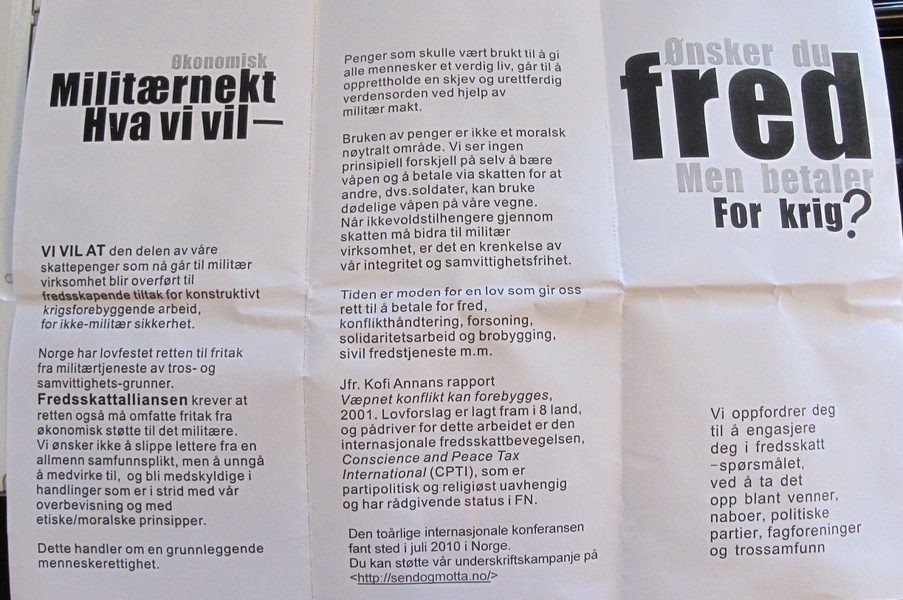 Økonomisk
Militærnekt
Hva vi vil –
VI VIL AT den delen av våre
skattepenger som nå går til militær
virksomhet blir overført til
fredsskapende tiltak for konstruktivt
krigsforebyggende arbeid,
for ikke-militær sikkerhet.
Norge har lovfestet retten til fritak
fra militærtjeneste av tros- og
samvittighets-grunner.
Fredsskattalliansen krever at
retten også må omfatte fritak fra
økonomisk støtte til det militære.
Vi ønsker ikke å slippe lettere fra en
allmenn samfunnsplikt, men å unngå
å medvirke til, og bli medskyldige i
handlinger som er i strid med vår
overbevisning og med
etiske/moralske prinsipper.
Dette handler om en grunnleggende
menneskerettighet.
Penger som skulle vært brukt til å gi
alle mennesker et verdig liv, går til å
opprettholde en skjev og urettferdig
verdensorden ved hjelp av
militær makt.
Bruken av penger er ikke et moralsk
nøytralt område. Vi ser ingen
prinsipiell forskjell på selv å bære
våpen og å betale via skatten for at
andre, dvs.soldater, kan bruke
dødelige våpen på våre vegne.
Når ikkevoldstilhengere gjennom
skatten må bidra til militær
virksomhet, er det en krenkelse av
vår integritet og samvittighetsfrihet.
Tiden er moden for en lov som gir oss
rett til å betale for fred,
konflikthåndtering, forsoning,
solidaritetsarbeid og brobygging,
sivil fredstjeneste m.m.
Jfr. Kofi Annans rapport
Væpnet konflikt kan forebygges,
2001. Lovforslag er lagt fram i 8 land,
og pådriver for dette arbeidet er den
internasjonale fredsskattbevegelsen,
Conscience and Peace Tax
International (CPTI), som er
partipolitisk og religiøst uavhengig
og har rådgivende status i FN.
Den toårlige internasjonale konferansen
fant sted i juli 2010 i Norge.
Du kan støtte vår underskriftskampanje på
<http://sendogmotta.no/>
Ønsker du
fred
Men betaler
For krig?
Vi oppfordrer deg
til å engasjere
deg i fredsskatt
-spørsmålet,
ved å ta det
opp blant venner,
naboer, politiske
partier, fagforeninger
og trossamfunn